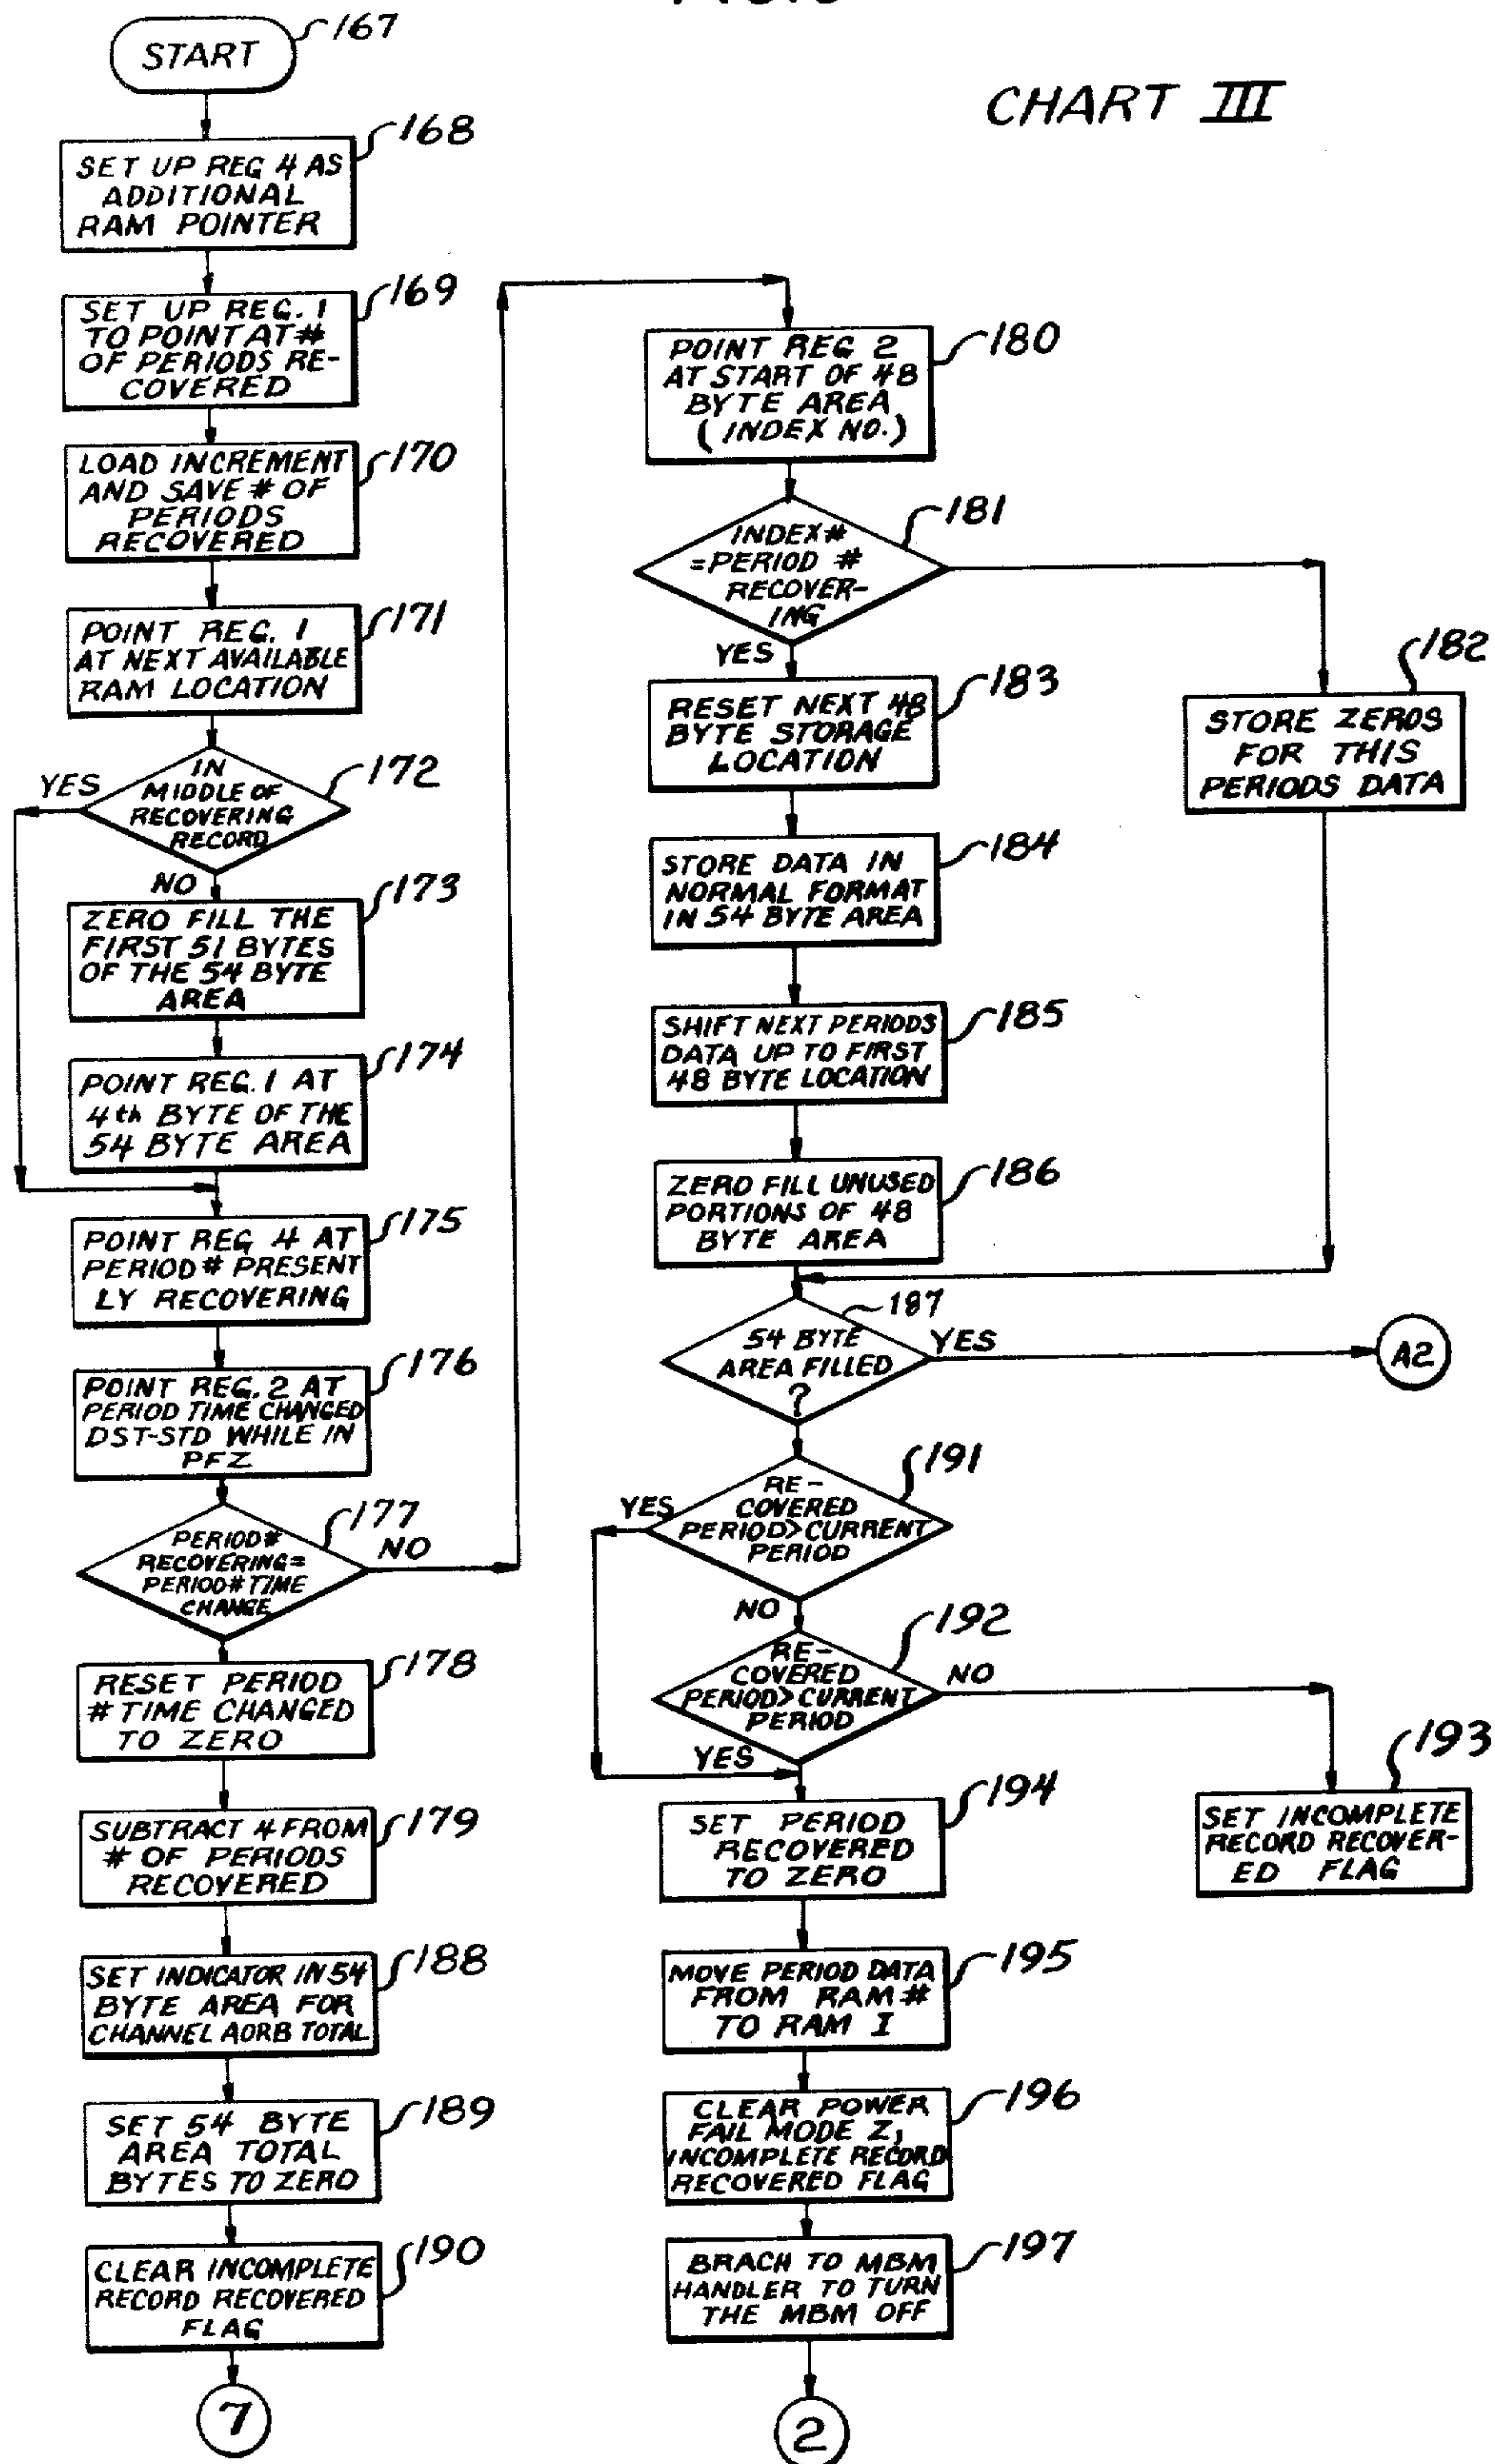 CHART III
START
167
168
SET UP REG 4 AS
ADDITIONAL
RAM POINTER
169
SET UP REG. 1
TO POINT AT #
OF PERIODS RE-
COVERED
170
LOAD INCREMENT
AND SAVE # OF
PERIODS
RECOVERED
171
POINT REG. 1
AT NEXT AVAILABLE
RAM LOCATION
172
YES
IN
MIDDLE OF
RECOVERING
RECORD
NO
173
ZERO FILL THE
FIRST 51 BYTES
OF THE 54 BYTE
AREA
174
POINT REG. 1 AT
4th BYTE OF THE
54 BYTE AREA
175
POINT REG 4 AT
PERIOD # PRESENT
LY RECOVERING
176
POINT REG. 2 AT
PERIOD TIME CHANGED
DST-STD WHILE IN
PFZ
177
PERIOD#
RECOVERING=
PERIOD# TIME
CHANGE
NO
178
RESET PERIOD
# TIME CHANGED
TO ZERO
179
SUBTRACT 4 FROM
# OF PERIODS
RECOVERED
188
SET INDICATOR IN 54
BYTE AREA FOR
CHANNEL A OR B TOTAL
189
SET 54 BYTE
AREA TOTAL
BYTES TO ZERO
190
CLEAR INCOMPLETE
RECORD RECOVERED
FLAG
7
180
POINT REG 2
AT START OF 48
BYTE AREA
(INDEX NO.)
181
INDEX #
=PERIOD #
RECOVER-
ING
YES
182
STORE ZEROS
FOR THIS
PERIODS DATA
183
RESET NEXT 48
BYTE STORAGE
LOCATION
184
STORE DATA IN
NORMAL FORMAT
IN 54 BYTE AREA
185
SHIFT NEXT PERIODS
DATA UP TO FIRST
48 BYTE LOCATION
186
ZERO FILL UNUSED
PORTIONS OF 48
BYTE AREA
187
54 BYTE
AREA FILLED
?
YES
A2
191
YES
RE-
COVERED
PERIOD>CURRENT
PERIOD
NO
192
RE-
COVERED
PERIOD>CURRENT
PERIOD
NO
YES
193
SET INCOMPLETE
RECORD RECOVER-
ED FLAG
194
SET PERIOD
RECOVERED
TO ZERO
195
MOVE PERIOD DATA
FROM RAM #
TO RAM I
196
CLEAR POWER
FAIL MODE Z,
INCOMPLETE RECORD
RECOVERED FLAG
197
BRACH TO MBM
HANDLER TO TURN
THE MBM OFF
2